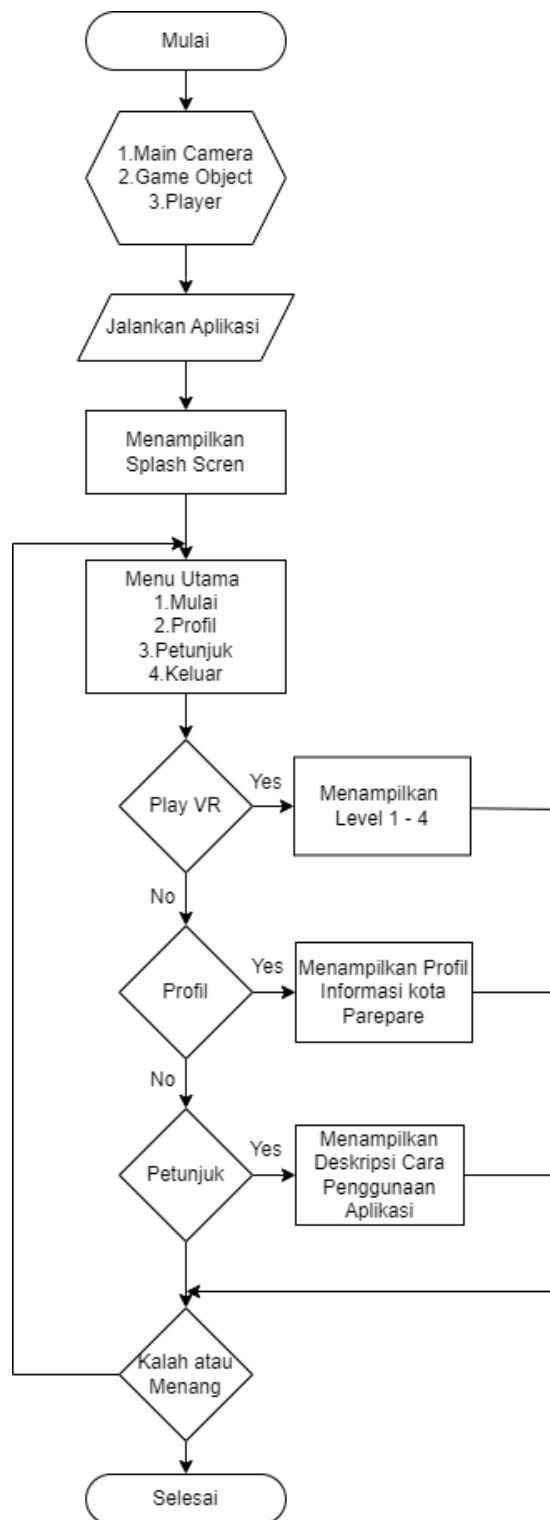 Mulai
1.Main Camera
2.Game Object
3.Player
Jalankan Aplikasi
Menampilkan
Splash Scren
Menu Utama
1.Mulai
2.Profil
3.Petunjuk
4.Keluar
Play VR
Yes
Menampilkan
Level 1 - 4
No
Profil
Yes
Menampilkan Profil
Informasi kota
Parepare
No
Petunjuk
Yes
Menampilkan
Deskripsi Cara
Penggunaan
Aplikasi
Kalah atau
Menang
Selesai